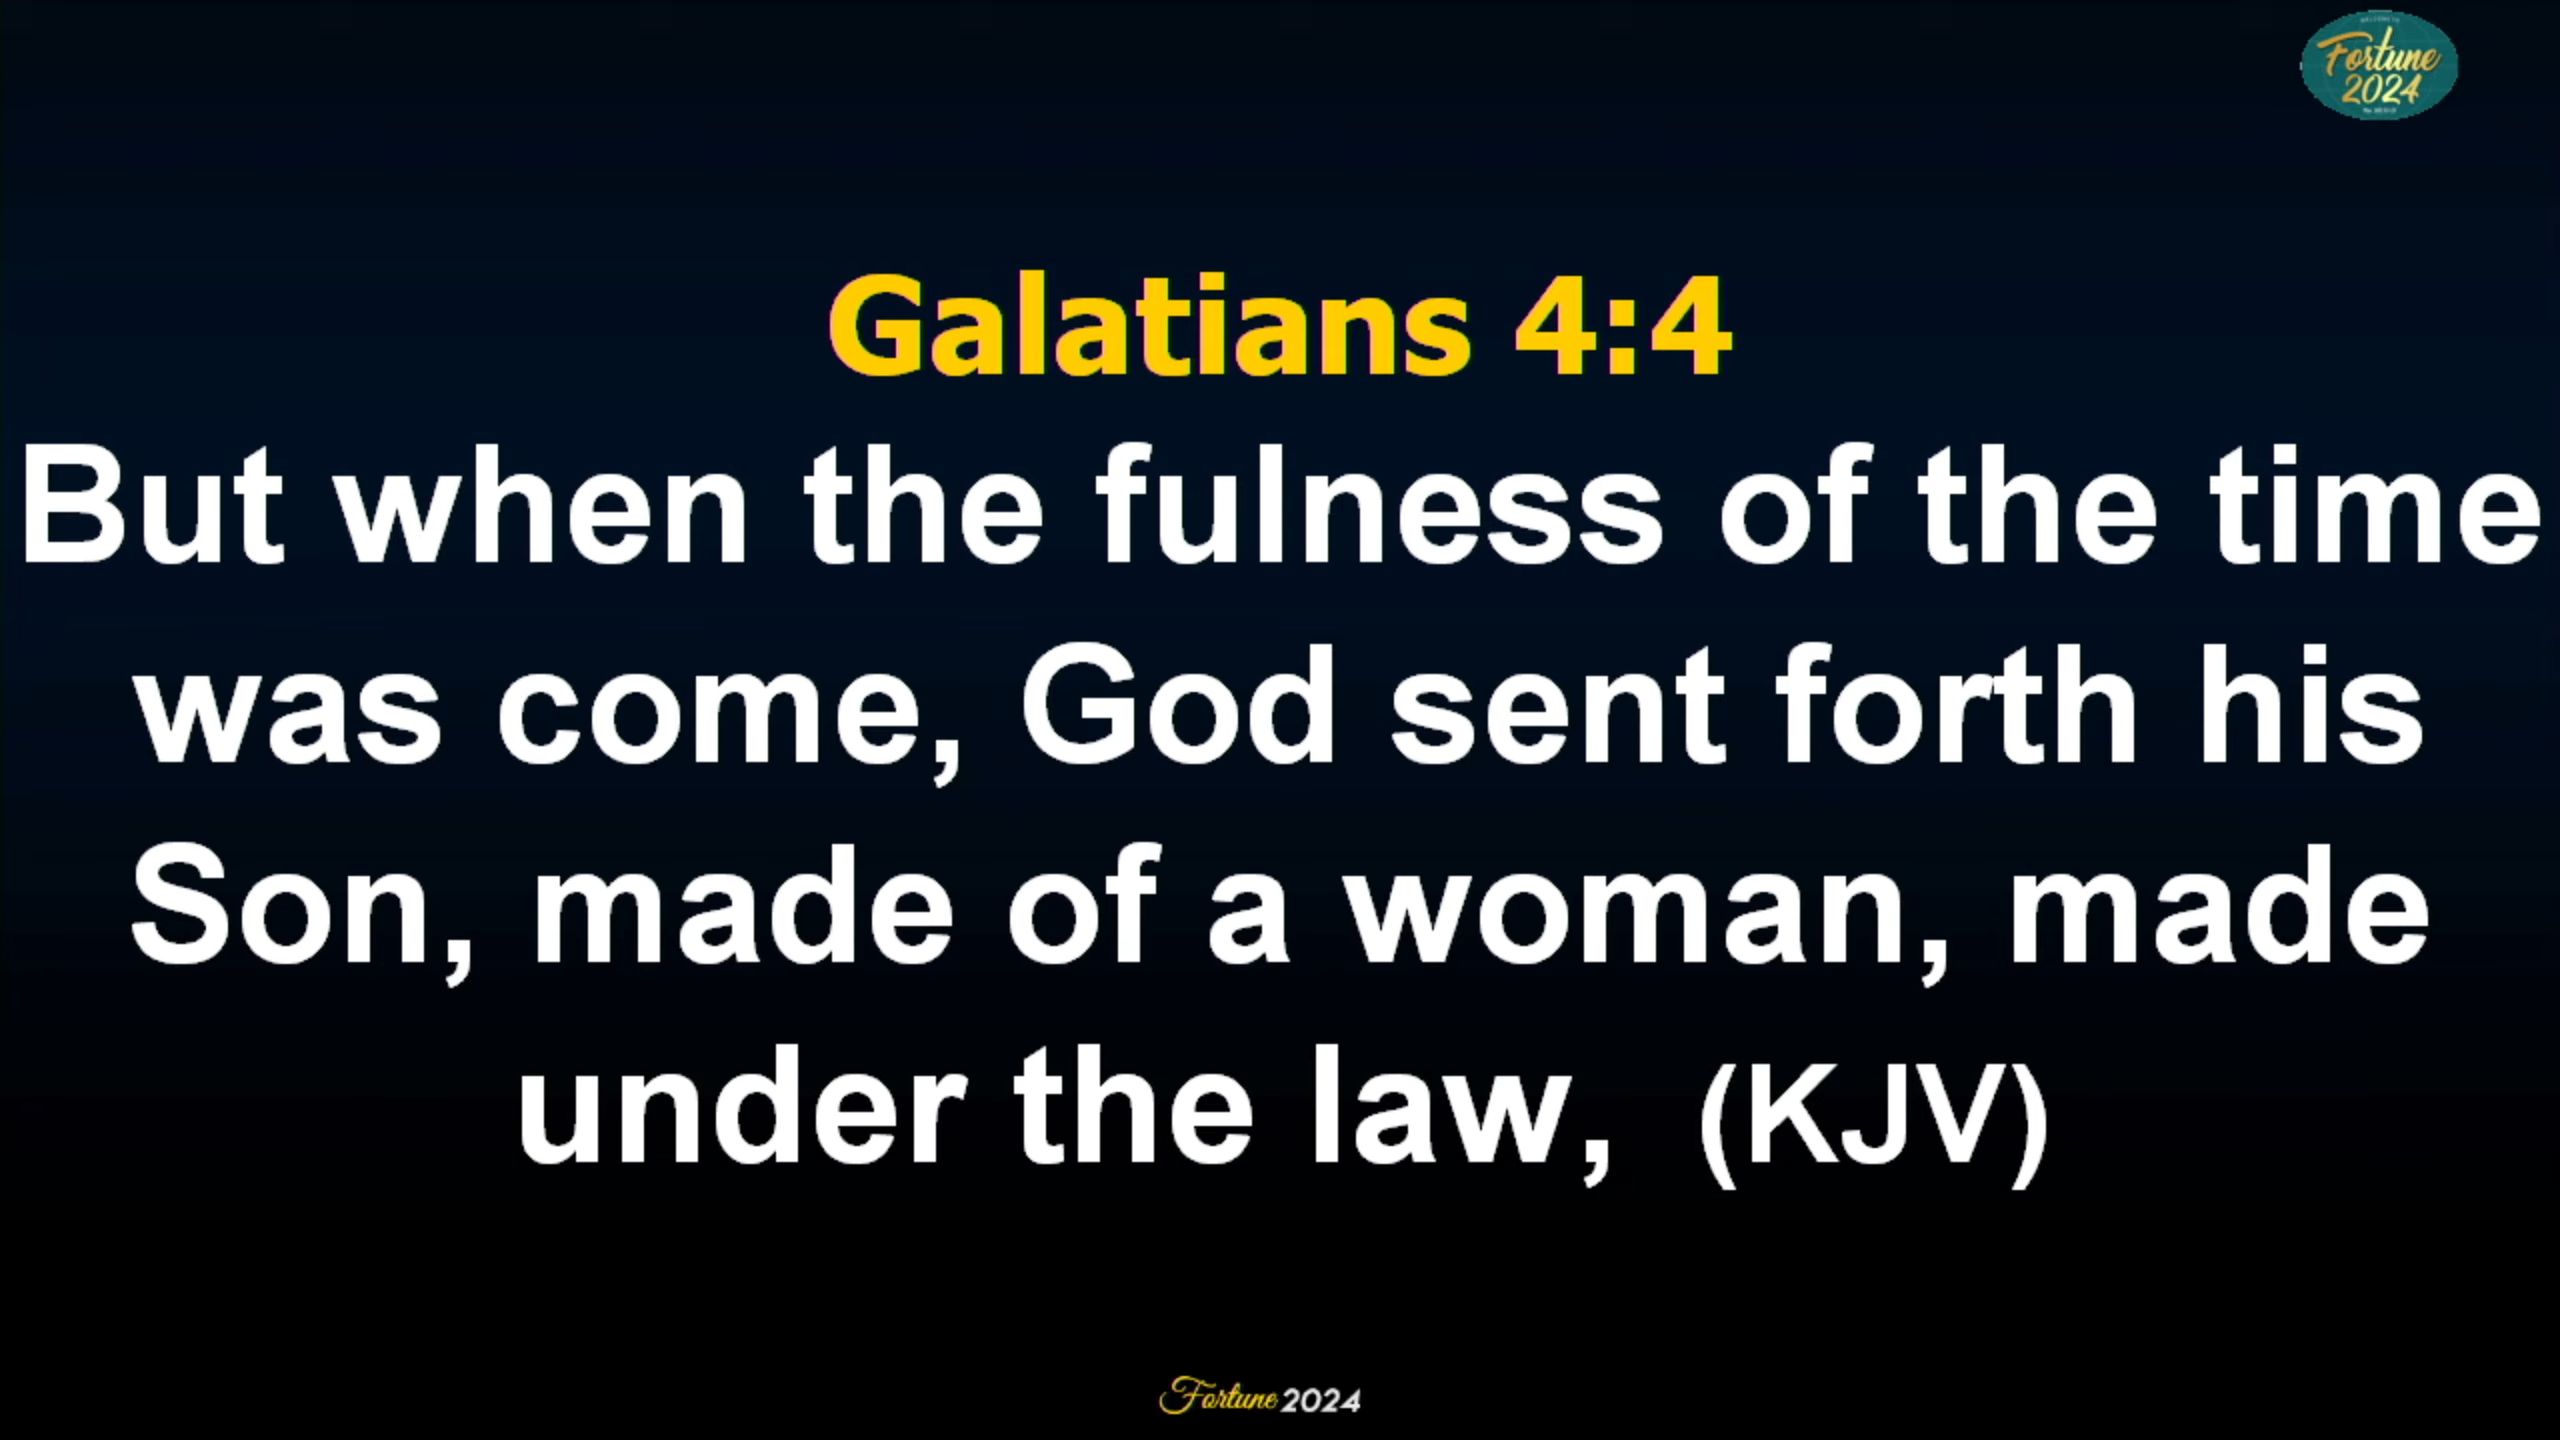 Fortune
2024
Galatians 4:4
But when the fulness of the time
was come, God sent forth his
Son, made of a woman, made
under the law, (KJV)
Fortune 2024